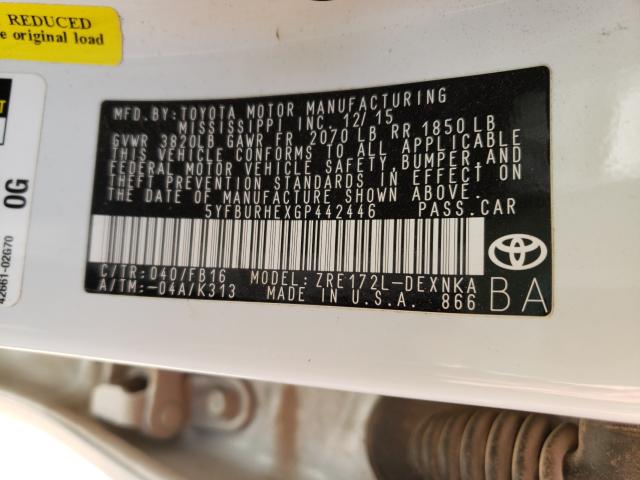 REDUCED
e original load
MFD. BY: TOYOTA MOTOR MANUFACTURING
MISSISSIPPI INC. 12/15
GVWR 3820LB GAWR FR 2070 LB RR 1850 LB
THIS VEHICLE CONFORMS TO ALL APPLICABLE
FEDERAL MOTOR VEHICLE SAFETY, BUMPER, AND
THEFT PREVENTION STANDARDS IN EFFECT ON
THE DATE OF MANUFACTURE SHOWN ABOVE.
5YFBURHEXGP442446 PASS. CAR
C/TR: 040/FB16 MODEL: ZRE172L-DEXNKA
A/TM: -04A/K313 MADE IN U.S.A. 866
BA
0G
42661-02G70